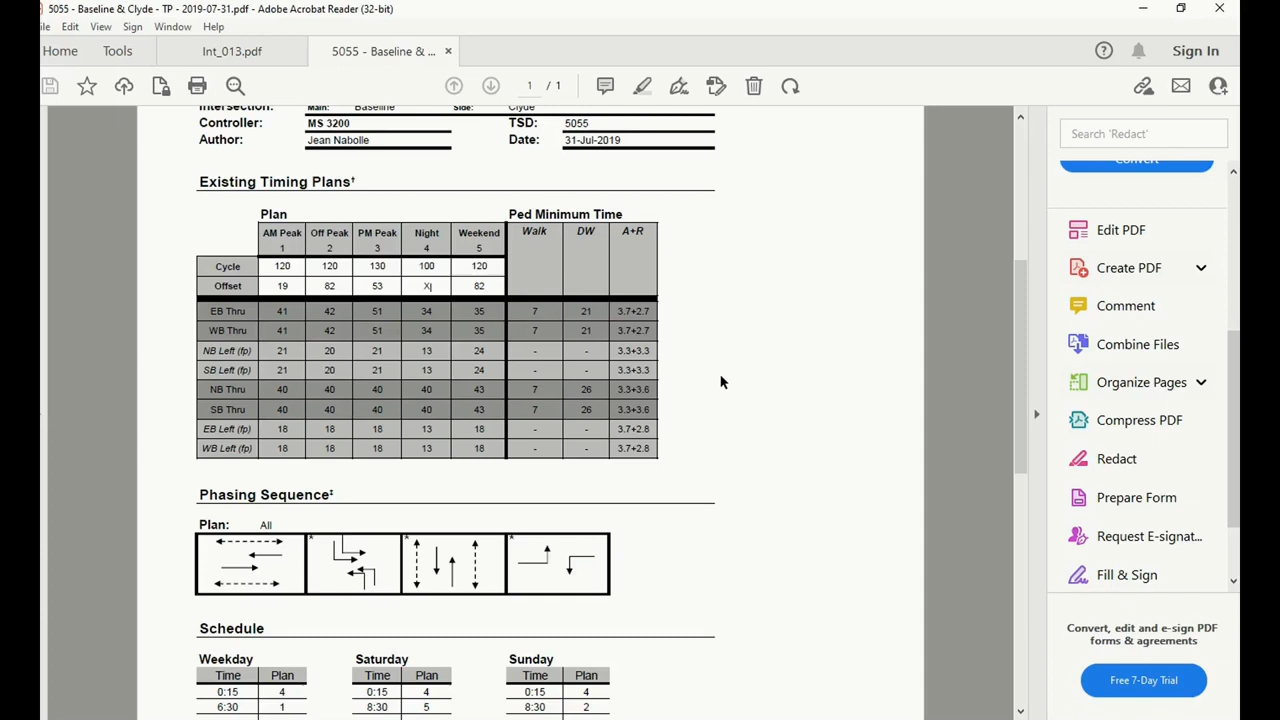 5055 - Baseline & Clyde - TP - 2019-07-31.pdf - Adobe Acrobat Reader (32-bit)
ile Edit View Sign Window Help
Home Tools Int_013.pdf 5055 - Baseline & ... × Sign In
1 / 1
Intersection: Main: Baseline Side: Clyde
Controller: MS 3200 TSD: 5055
Author: Jean Nabolle Date: 31-Jul-2019
Existing Timing Plans†
Plan Ped Minimum Time
AM Peak Off Peak PM Peak Night Weekend Walk DW A+R
1 2 3 4 5
Cycle 120 120 130 100 120
Offset 19 82 53 X 82
EB Thru 41 42 51 34 35 7 21 3.7+2.7
WB Thru 41 42 51 34 35 7 21 3.7+2.7
NB Left (fp) 21 20 21 13 24 - - 3.3+3.3
SB Left (fp) 21 20 21 13 24 - - 3.3+3.3
NB Thru 40 40 40 40 43 7 26 3.3+3.6
SB Thru 40 40 40 40 43 7 26 3.3+3.6
EB Left (fp) 18 18 18 13 18 - - 3.7+2.8
WB Left (fp) 18 18 18 13 18 - - 3.7+2.8
Phasing Sequence‡
Plan: All
* * *
Schedule
Weekday Saturday Sunday
Time Plan Time Plan Time Plan
0:15 4 0:15 4 0:15 4
6:30 1 8:30 5 8:30 2
Search 'Redact'
Convert
Edit PDF
Create PDF
Comment
Combine Files
Organize Pages
Compress PDF
Redact
Prepare Form
Request E-signat...
Fill & Sign
Convert, edit and e-sign PDF
forms & agreements
Free 7-Day Trial